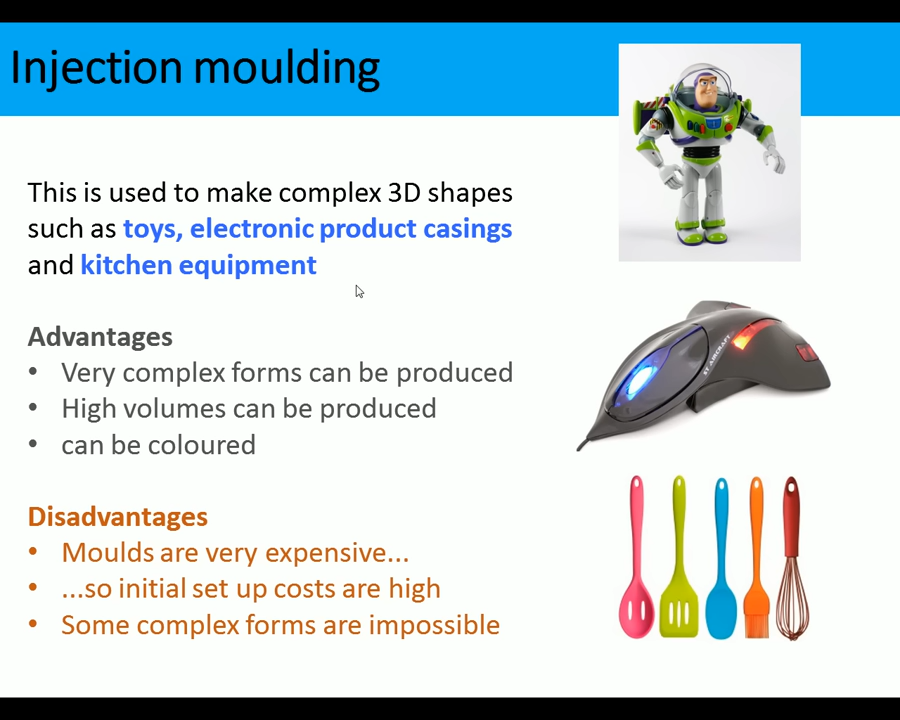 Injection moulding
This is used to make complex 3D shapes
such as toys, electronic product casings
and kitchen equipment
Advantages
• Very complex forms can be produced
• High volumes can be produced
• can be coloured
Disadvantages
• Moulds are very expensive...
• ...so initial set up costs are high
• Some complex forms are impossible